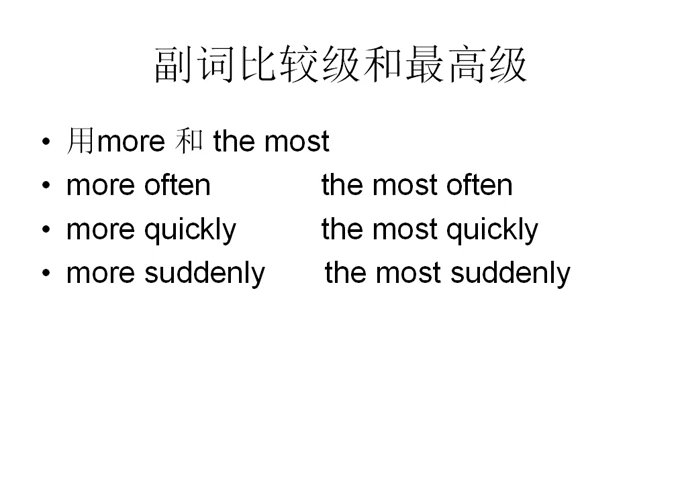 副词比较级和最高级
• 用more 和 the most
• more often the most often
• more quickly the most quickly
• more suddenly the most suddenly